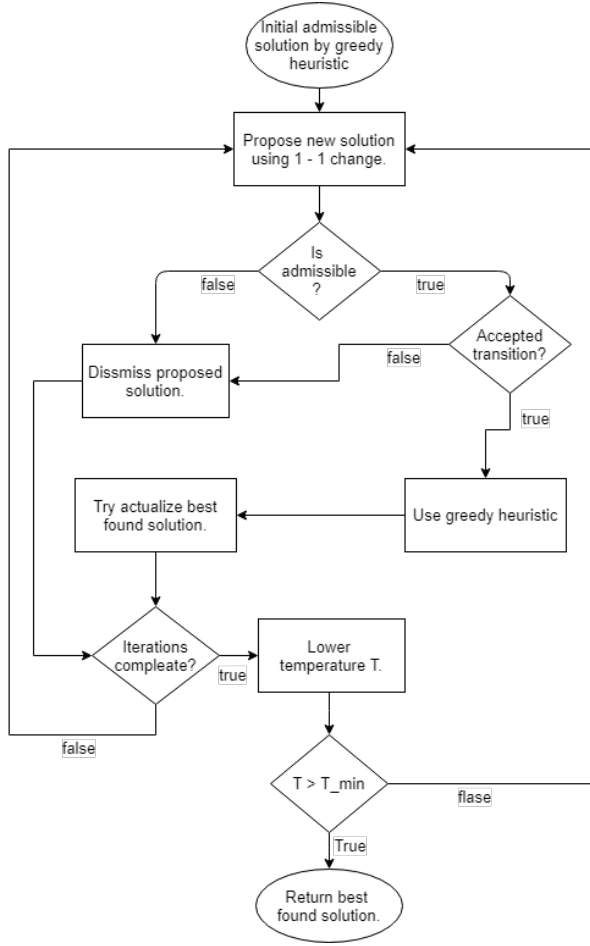 Initial admissible
solution by greedy
heuristic
Propose new solution
using 1 - 1 change.
Is
admissible
?
false
true
Accepted
transition?
false
Dissmiss proposed
solution.
true
Try actualize best
found solution.
Use greedy heuristic
Iterations
compleate?
true
Lower
temperature T.
false
T > T_min
flase
True
Return best
found solution.